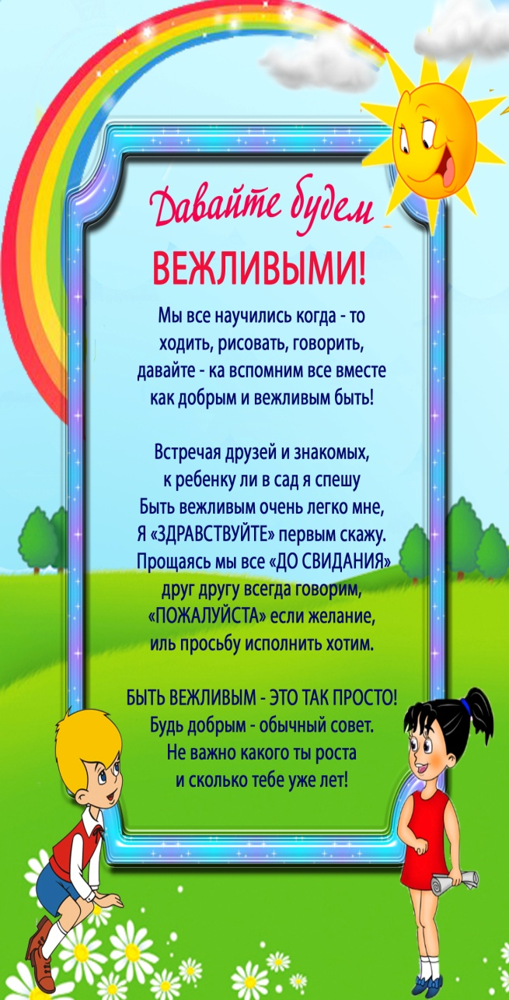 Давайте будем
ВЕЖЛИВЫМИ!
Мы все научились когда - то
ходить, рисовать, говорить,
давайте - ка вспомним все вместе
как добрым и вежливым быть!
Встречая друзей и знакомых,
к ребенку ли в сад я спешу
Быть вежливым очень легко мне,
Я «ЗДРАВСТВУЙТЕ» первым скажу.
Прощаясь мы все «ДО СВИДАНИЯ»
друг другу всегда говорим,
«ПОЖАЛУЙСТА» если желание,
иль просьбу исполнить хотим.
БЫТЬ ВЕЖЛИВЫМ - ЭТО ТАК ПРОСТО!
Будь добрым - обычный совет.
Не важно какого ты роста
и сколько тебе уже лет!